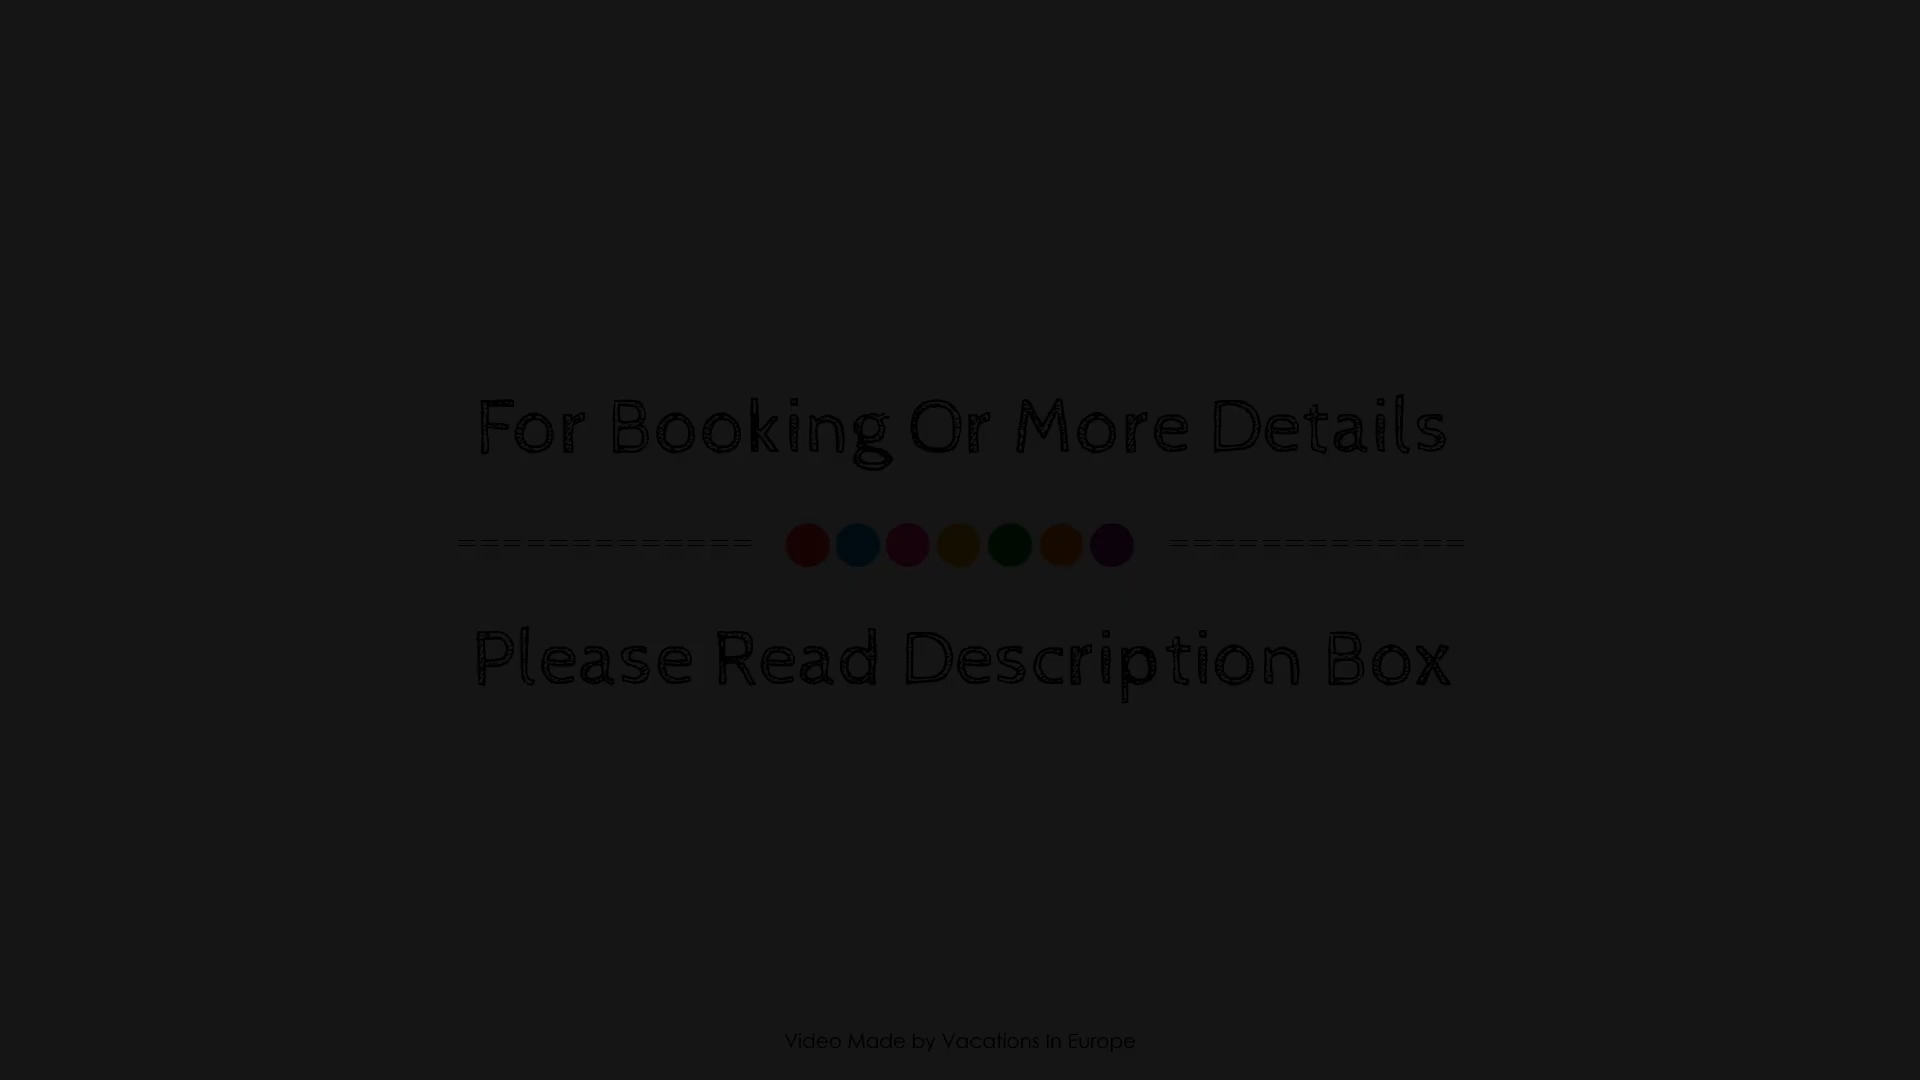 For Booking Or More Details
============= =============
Please Read Description Box
Video Made by Vacations In Europe